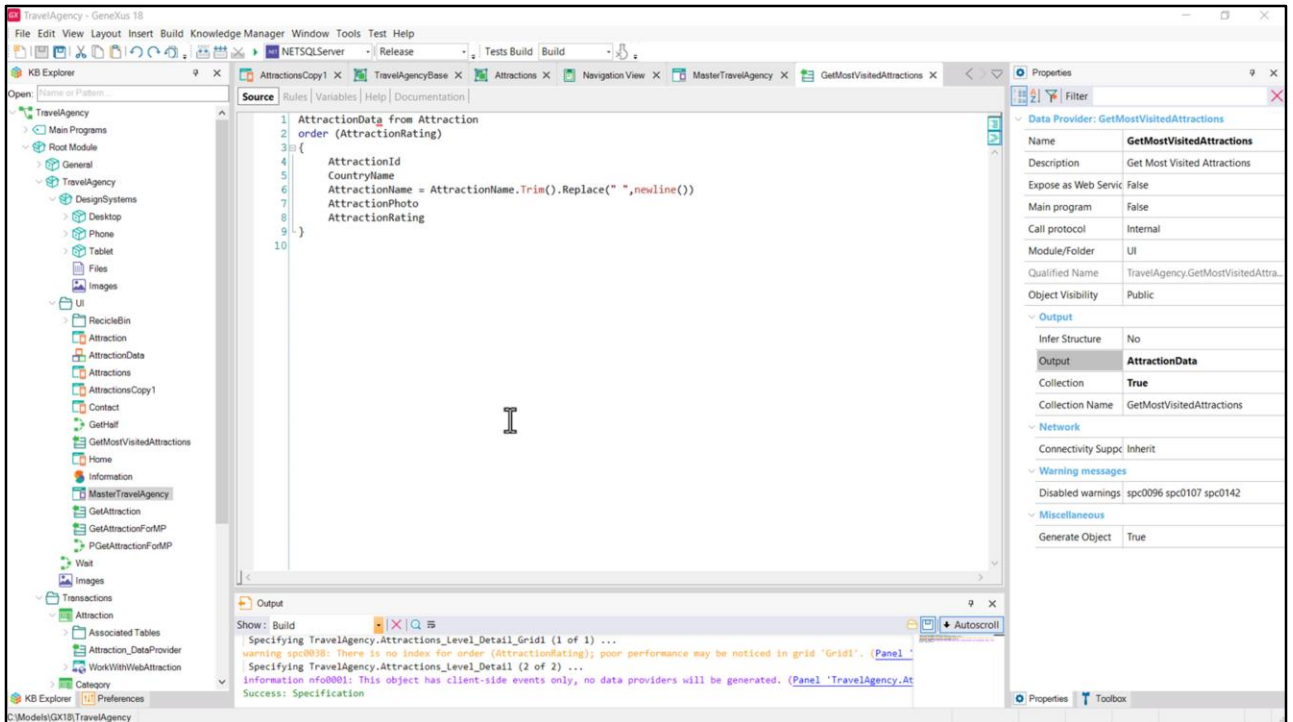 TravelAgency - GeneXus 18
File Edit View Layout Insert Build Knowledge Manager Window Tools Test Help
NETSQLServer Release Tests Build Build
KB Explorer
Open: Name or Pattern...
TravelAgency
Main Programs
Root Module
General
TravelAgency
DesignSystems
Desktop
Phone
Tablet
Files
Images
UI
RecicleBin
Attraction
AttractionData
Attractions
AttractionsCopy1
Contact
GetHalf
GetMostVisitedAttractions
Home
Information
MasterTravelAgency
GetAttraction
GetAttractionForMP
PGetAttractionForMP
Wait
Images
Transactions
Attraction
Associated Tables
Attraction_DataProvider
WorkWithWebAttraction
Category
KB Explorer Preferences
C:\Models\GX18\TravelAgency
AttractionsCopy1 X TravelAgencyBase X Attractions X Navigation View X MasterTravelAgency X GetMostVisitedAttractions X
Source Rules Variables Help Documentation
1 AttractionData from Attraction
2 order (AttractionRating)
3 {
4 AttractionId
5 CountryName
6 AttractionName = AttractionName.Trim().Replace(" ",newline())
7 AttractionPhoto
8 AttractionRating
9 }
10
Output
Show: Build Autoscroll
Specifying TravelAgency.Attractions_Level_Detail_Grid1 (1 of 1) ...
warning spc0038: There is no index for order (AttractionRating); poor performance may be noticed in grid 'Grid1'. (Panel '
Specifying TravelAgency.Attractions_Level_Detail (2 of 2) ...
information nfo0001: This object has client-side events only, no data providers will be generated. (Panel 'TravelAgency.At
Success: Specification
Properties
Filter
Data Provider: GetMostVisitedAttractions
Name GetMostVisitedAttractions
Description Get Most Visited Attractions
Expose as Web Servic False
Main program False
Call protocol Internal
Module/Folder UI
Qualified Name TravelAgency.GetMostVisitedAttra...
Object Visibility Public
Output
Infer Structure No
Output AttractionData
Collection True
Collection Name GetMostVisitedAttractions
Network
Connectivity Suppc Inherit
Warning messages
Disabled warnings spc0096 spc0107 spc0142
Miscellaneous
Generate Object True
Properties Toolbox